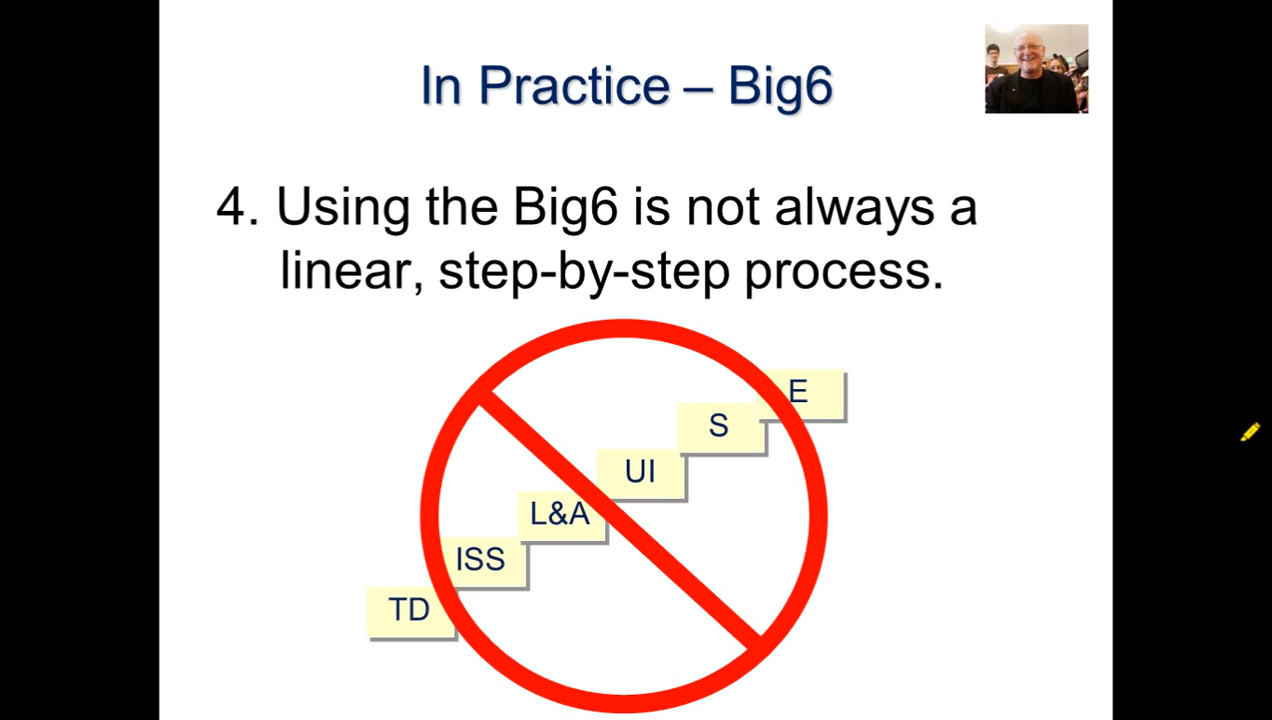 In Practice – Big6
4. Using the Big6 is not always a
linear, step-by-step process.
E
S
UI
L&A
ISS
TD